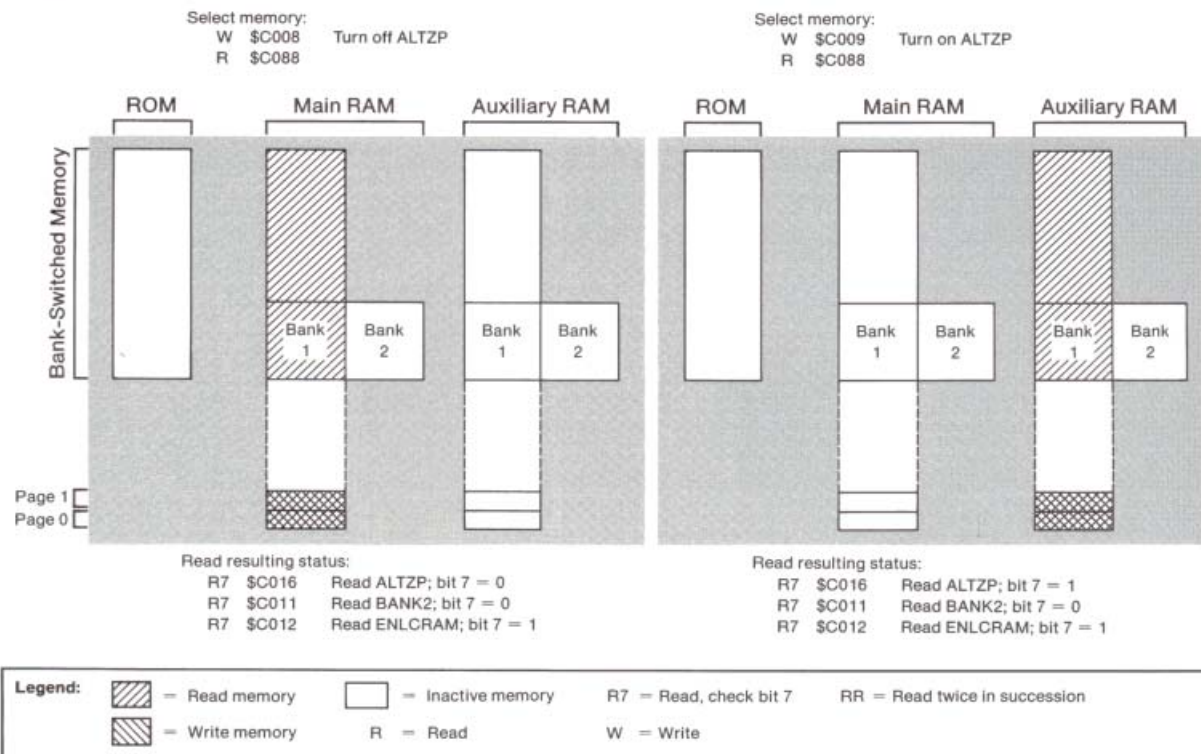 Select memory:
W $C008 Turn off ALTZP
R $C088
ROM Main RAM Auxiliary RAM
Bank-Switched Memory
Bank 1
Bank 2
Bank 1
Bank 2
Page 1
Page 0
Read resulting status:
R7 $C016 Read ALTZP; bit 7 = 0
R7 $C011 Read BANK2; bit 7 = 0
R7 $C012 Read ENLCRAM; bit 7 = 1
Select memory:
W $C009 Turn on ALTZP
R $C088
ROM Main RAM Auxiliary RAM
Bank 1
Bank 2
Bank 1
Bank 2
Read resulting status:
R7 $C016 Read ALTZP; bit 7 = 1
R7 $C011 Read BANK2; bit 7 = 0
R7 $C012 Read ENLCRAM; bit 7 = 1
Legend: = Read memory = Inactive memory R7 = Read, check bit 7 RR = Read twice in succession
= Write memory R = Read W = Write